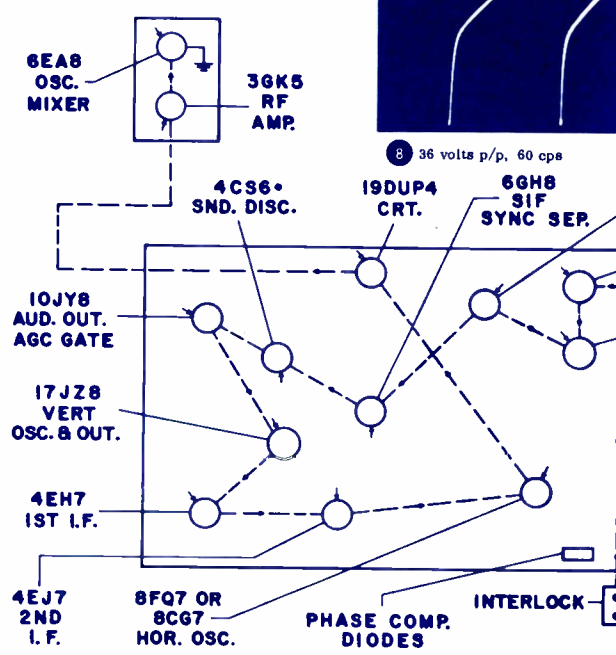 6EA8
OSC.
MIXER
3GK5
RF
AMP.
8 36 volts p/p, 60 cps
4CS6•
SND. DISC.
19DUP4
CRT.
6GH8
SIF
SYNC SEP.
10JY8
AUD. OUT.
AGC GATE
17JZ8
VERT
OSC. & OUT.
4EH7
1ST I.F.
4EJ7
2ND
I.F.
8FQ7 OR
8CG7
HOR. OSC.
PHASE COMP.
DIODES
INTERLOCK